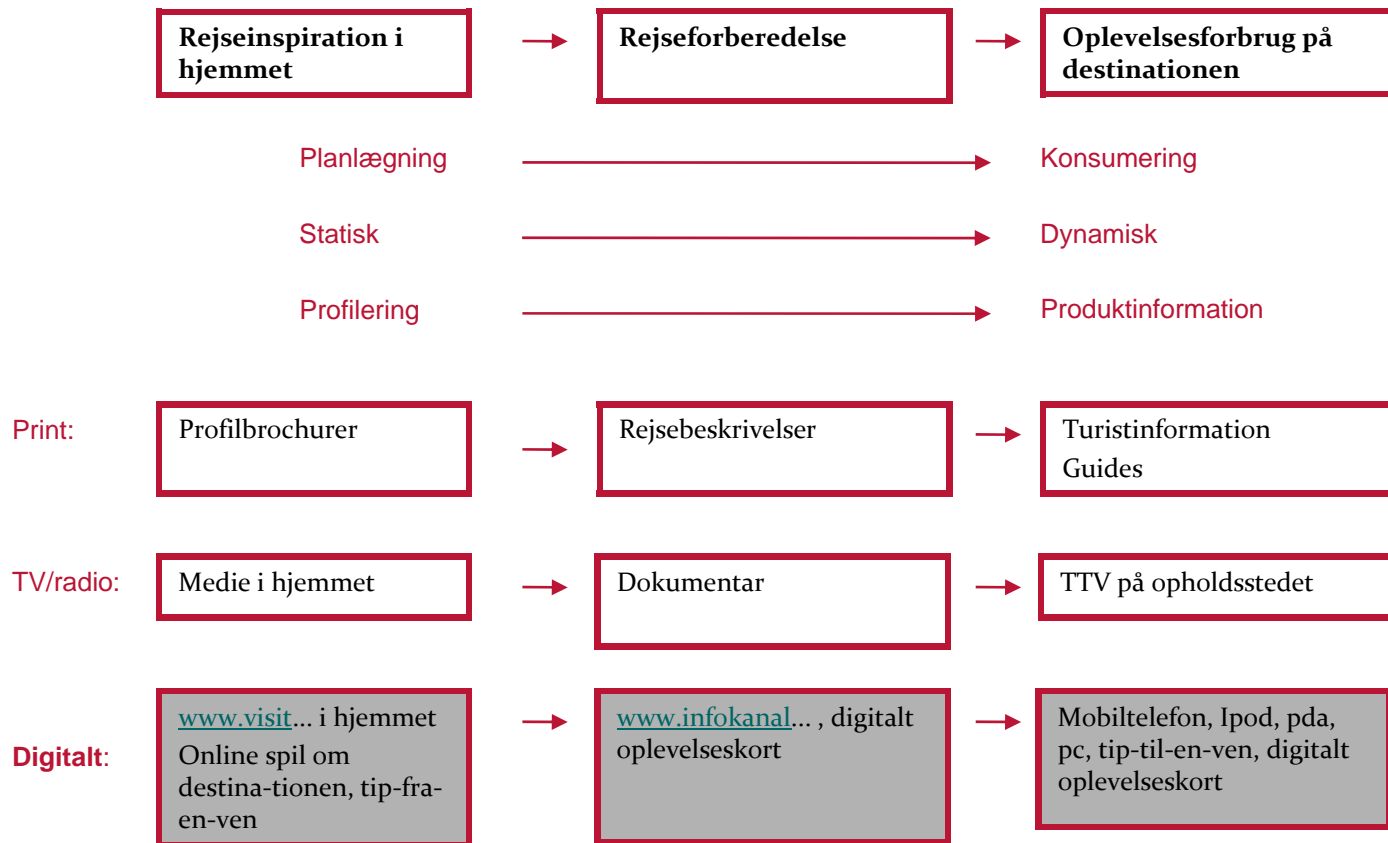 Rejseinspiration i
hjemmet
Rejseforberedelse
Oplevelsesforbrug på
destinationen
Planlægning
Konsumering
Statisk
Dynamisk
Profilering
Produktinformation
Print:
Profilbrochurer
Rejsebeskrivelser
Turistinformation
Guides
TV/radio:
Medie i hjemmet
Dokumentar
TTV på opholdsstedet
Digitalt:
www.visit... i hjemmet
Online spil om
destina-tionen, tip-fra-
en-ven
www.infokanal... , digitalt
oplevelseskort
Mobiltelefon, Ipod, pda,
pc, tip-til-en-ven, digitalt
oplevelseskort